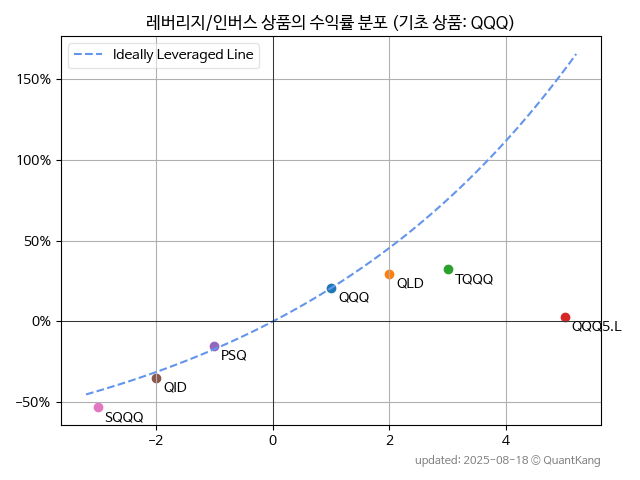 레버리지/인버스 상품의 수익률 분포 (기초 상품: QQQ)
Ideally Leveraged Line
150%
100%
50%
0%
−50%
QQQ
QLD
TQQQ
QQQ5.L
PSQ
QID
SQQQ
−2 0 2 4
updated: 2025-08-18 © QuantKang